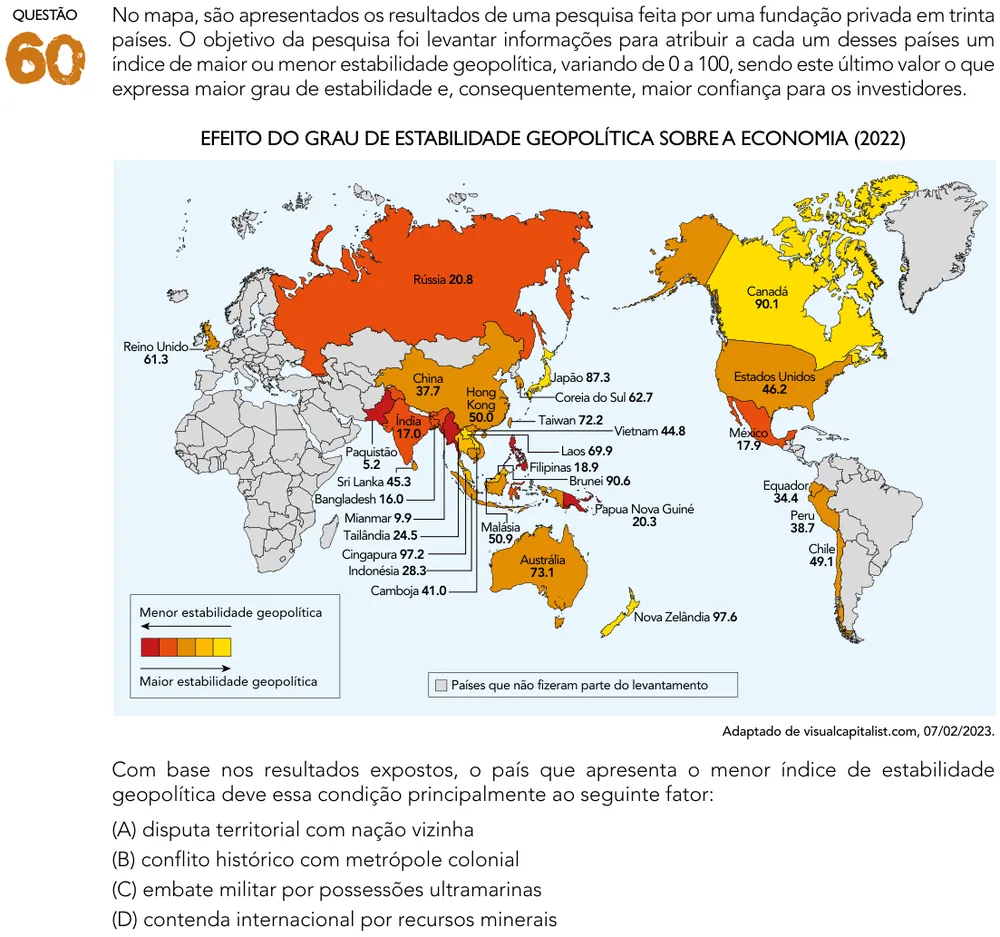 QUESTÃO
60
No mapa, são apresentados os resultados de uma pesquisa feita por uma fundação privada em trinta
países. O objetivo da pesquisa foi levantar informações para atribuir a cada um desses países um
índice de maior ou menor estabilidade geopolítica, variando de 0 a 100, sendo este último valor o que
expressa maior grau de estabilidade e, consequentemente, maior confiança para os investidores.
EFEITO DO GRAU DE ESTABILIDADE GEOPOLÍTICA SOBRE A ECONOMIA (2022)
Rússia 20.8
Canadá
90.1
Reino Unido
61.3
China
37.7
Hong
Kong
50.0
Japão 87.3
Coreia do Sul 62.7
Estados Unidos
46.2
Índia
17.0
Taiwan 72.2
Vietnam 44.8
México
17.9
Paquistão
5.2
Laos 69.9
Filipinas 18.9
Sri Lanka 45.3
Brunei 90.6
Bangladesh 16.0
Equador
34.4
Mianmar 9.9
Papua Nova Guiné
20.3
Peru
38.7
Malásia
50.9
Tailândia 24.5
Cingapura 97.2
Chile
49.1
Indonésia 28.3
Austrália
73.1
Camboja 41.0
Nova Zelândia 97.6
Menor estabilidade geopolítica
Maior estabilidade geopolítica
Países que não fizeram parte do levantamento
Adaptado de visualcapitalist.com, 07/02/2023.
Com base nos resultados expostos, o país que apresenta o menor índice de estabilidade
geopolítica deve essa condição principalmente ao seguinte fator:
(A) disputa territorial com nação vizinha
(B) conflito histórico com metrópole colonial
(C) embate militar por possessões ultramarinas
(D) contenda internacional por recursos minerais